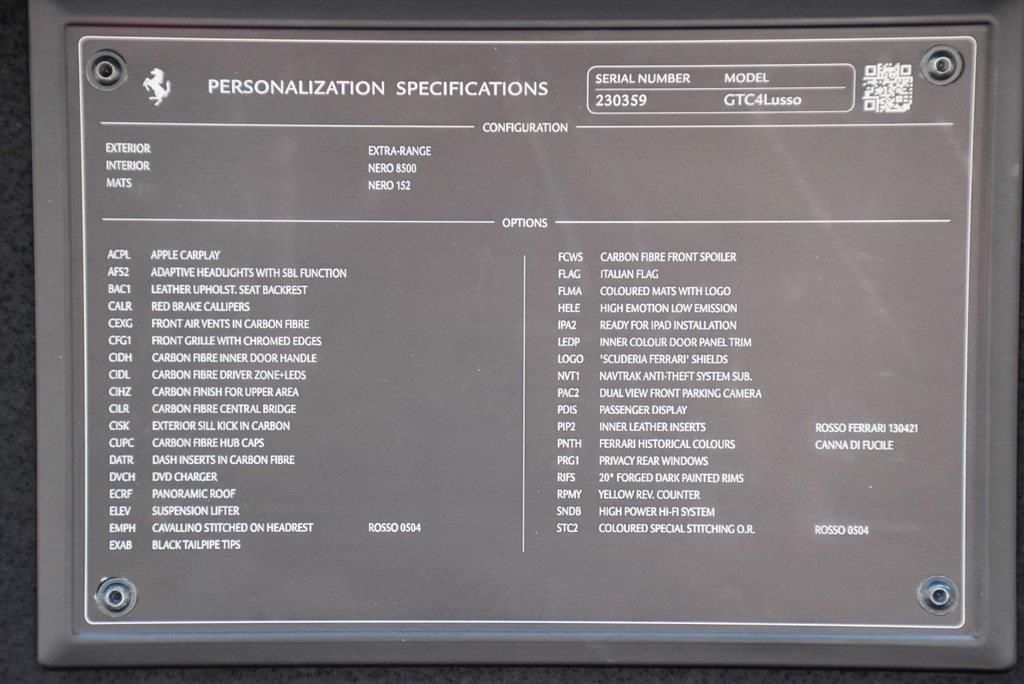 PERSONALIZATION SPECIFICATIONS
SERIAL NUMBER MODEL
230359 GTC4Lusso
CONFIGURATION
EXTERIOR EXTRA-RANGE
INTERIOR NERO 8500
MATS NERO 152
OPTIONS
ACPL APPLE CARPLAY
AFS2 ADAPTIVE HEADLIGHTS WITH SBL FUNCTION
BAC1 LEATHER UPHOLST. SEAT BACKREST
CALR RED BRAKE CALLIPERS
CEXG FRONT AIR VENTS IN CARBON FIBRE
CFG1 FRONT GRILLE WITH CHROMED EDGES
CIDH CARBON FIBRE INNER DOOR HANDLE
CIDL CARBON FIBRE DRIVER ZONE+LEDS
CIHZ CARBON FINISH FOR UPPER AREA
CILR CARBON FIBRE CENTRAL BRIDGE
CISK EXTERIOR SILL KICK IN CARBON
CUPC CARBON FIBRE HUB CAPS
DATR DASH INSERTS IN CARBON FIBRE
DVCH DVD CHARGER
ECRF PANORAMIC ROOF
ELEV SUSPENSION LIFTER
EMPH CAVALLINO STITCHED ON HEADREST ROSSO 0504
EXAB BLACK TAILPIPE TIPS
FCWS CARBON FIBRE FRONT SPOILER
FLAG ITALIAN FLAG
FLMA COLOURED MATS WITH LOGO
HELE HIGH EMOTION LOW EMISSION
IPA2 READY FOR IPAD INSTALLATION
LEDP INNER COLOUR DOOR PANEL TRIM
LOGO 'SCUDERIA FERRARI' SHIELDS
NVT1 NAVTRAK ANTI-THEFT SYSTEM SUB.
PAC2 DUAL VIEW FRONT PARKING CAMERA
PDIS PASSENGER DISPLAY
PIP2 INNER LEATHER INSERTS ROSSO FERRARI 130421
PNTH FERRARI HISTORICAL COLOURS CANNA DI FUCILE
PRG1 PRIVACY REAR WINDOWS
RIFS 20" FORGED DARK PAINTED RIMS
RPMY YELLOW REV. COUNTER
SNDB HIGH POWER HI-FI SYSTEM
STC2 COLOURED SPECIAL STITCHING O.R. ROSSO 0504